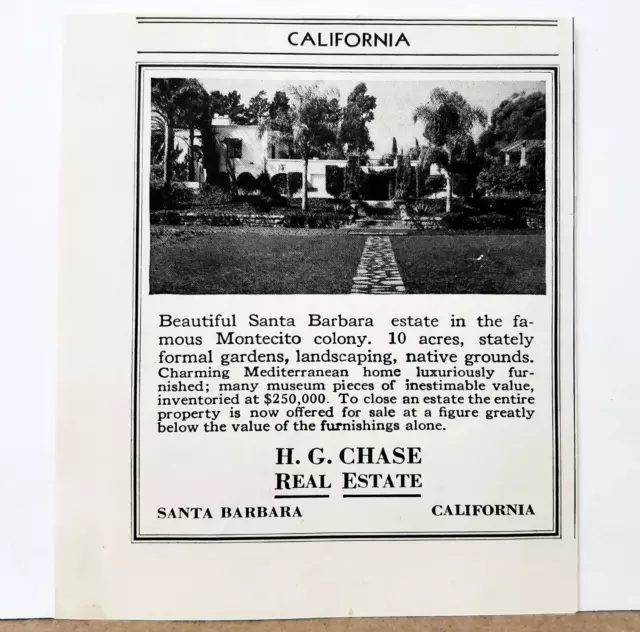 CALIFORNIA
Beautiful Santa Barbara estate in the fa-
mous Montecito colony. 10 acres, stately
formal gardens, landscaping, native grounds.
Charming Mediterranean home luxuriously fur-
nished; many museum pieces of inestimable value,
inventoried at $250,000. To close an estate the entire
property is now offered for sale at a figure greatly
below the value of the furnishings alone.
H. G. CHASE
REAL ESTATE
SANTA BARBARA CALIFORNIA